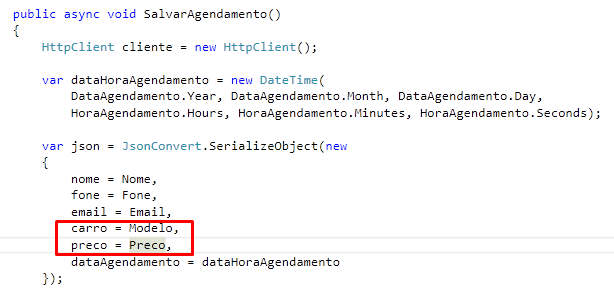 public async void SalvarAgendamento()
{
HttpClient cliente = new HttpClient();
var dataHoraAgendamento = new DateTime(
DataAgendamento.Year, DataAgendamento.Month, DataAgendamento.Day,
HoraAgendamento.Hours, HoraAgendamento.Minutes, HoraAgendamento.Seconds);
var json = JsonConvert.SerializeObject(new
{
nome = Nome,
fone = Fone,
email = Email,
carro = Modelo,
preco = Preco,
dataAgendamento = dataHoraAgendamento
});